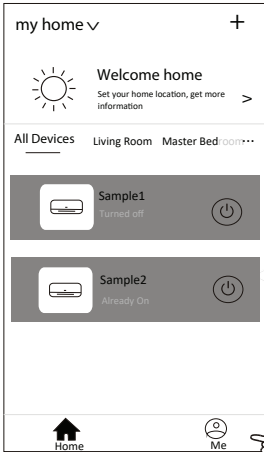 my home
Welcome home
Set your home location, get more
information
All Devices Living Room Master Bedroom
Sample1
Turned off
Sample2
Already On
Home Me